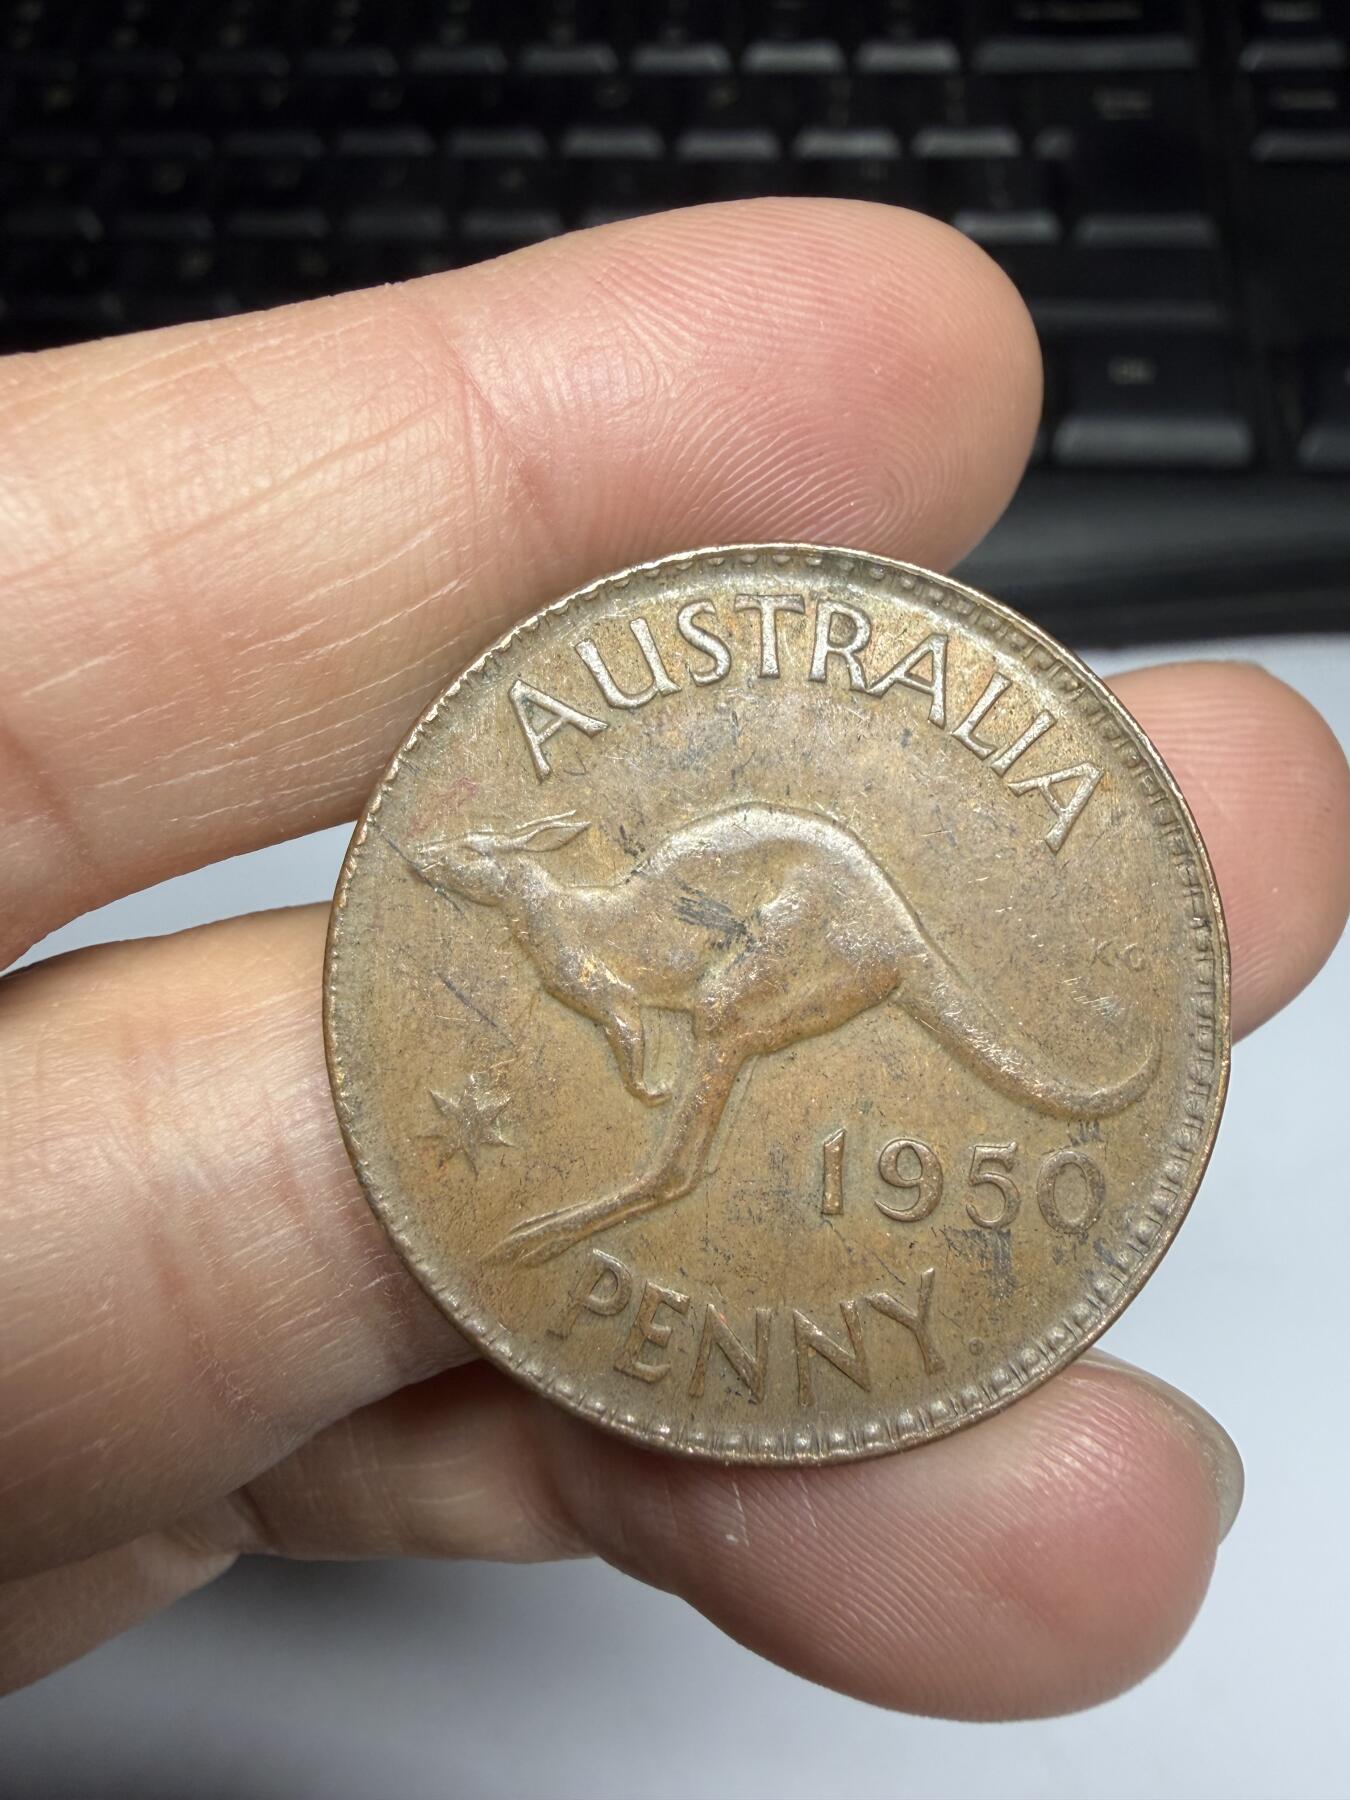 AUSTRALIA
K·G
1950
PENNY.